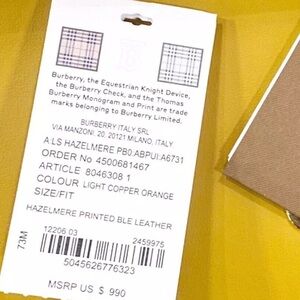 Burberry, the Equestrian Knight Device,
the Burberry Check, and the Thomas
Burberry Monogram and Print are trade
marks belonging to Burberry Limited.
BURBERRY ITALY SRL
VIA MANZONI 20, 20121 MILANO, ITALY
A:LS HAZELMERE PB0:ABPUI:A6731
ORDER No 4500681467
ARTICLE 8046308 1
COLOUR LIGHT COPPER ORANGE
SIZE/FIT
HAZELMERE PRINTED BLE LEATHER
73M
12206 03 2459975
5045626776323
MSRP US $ 990